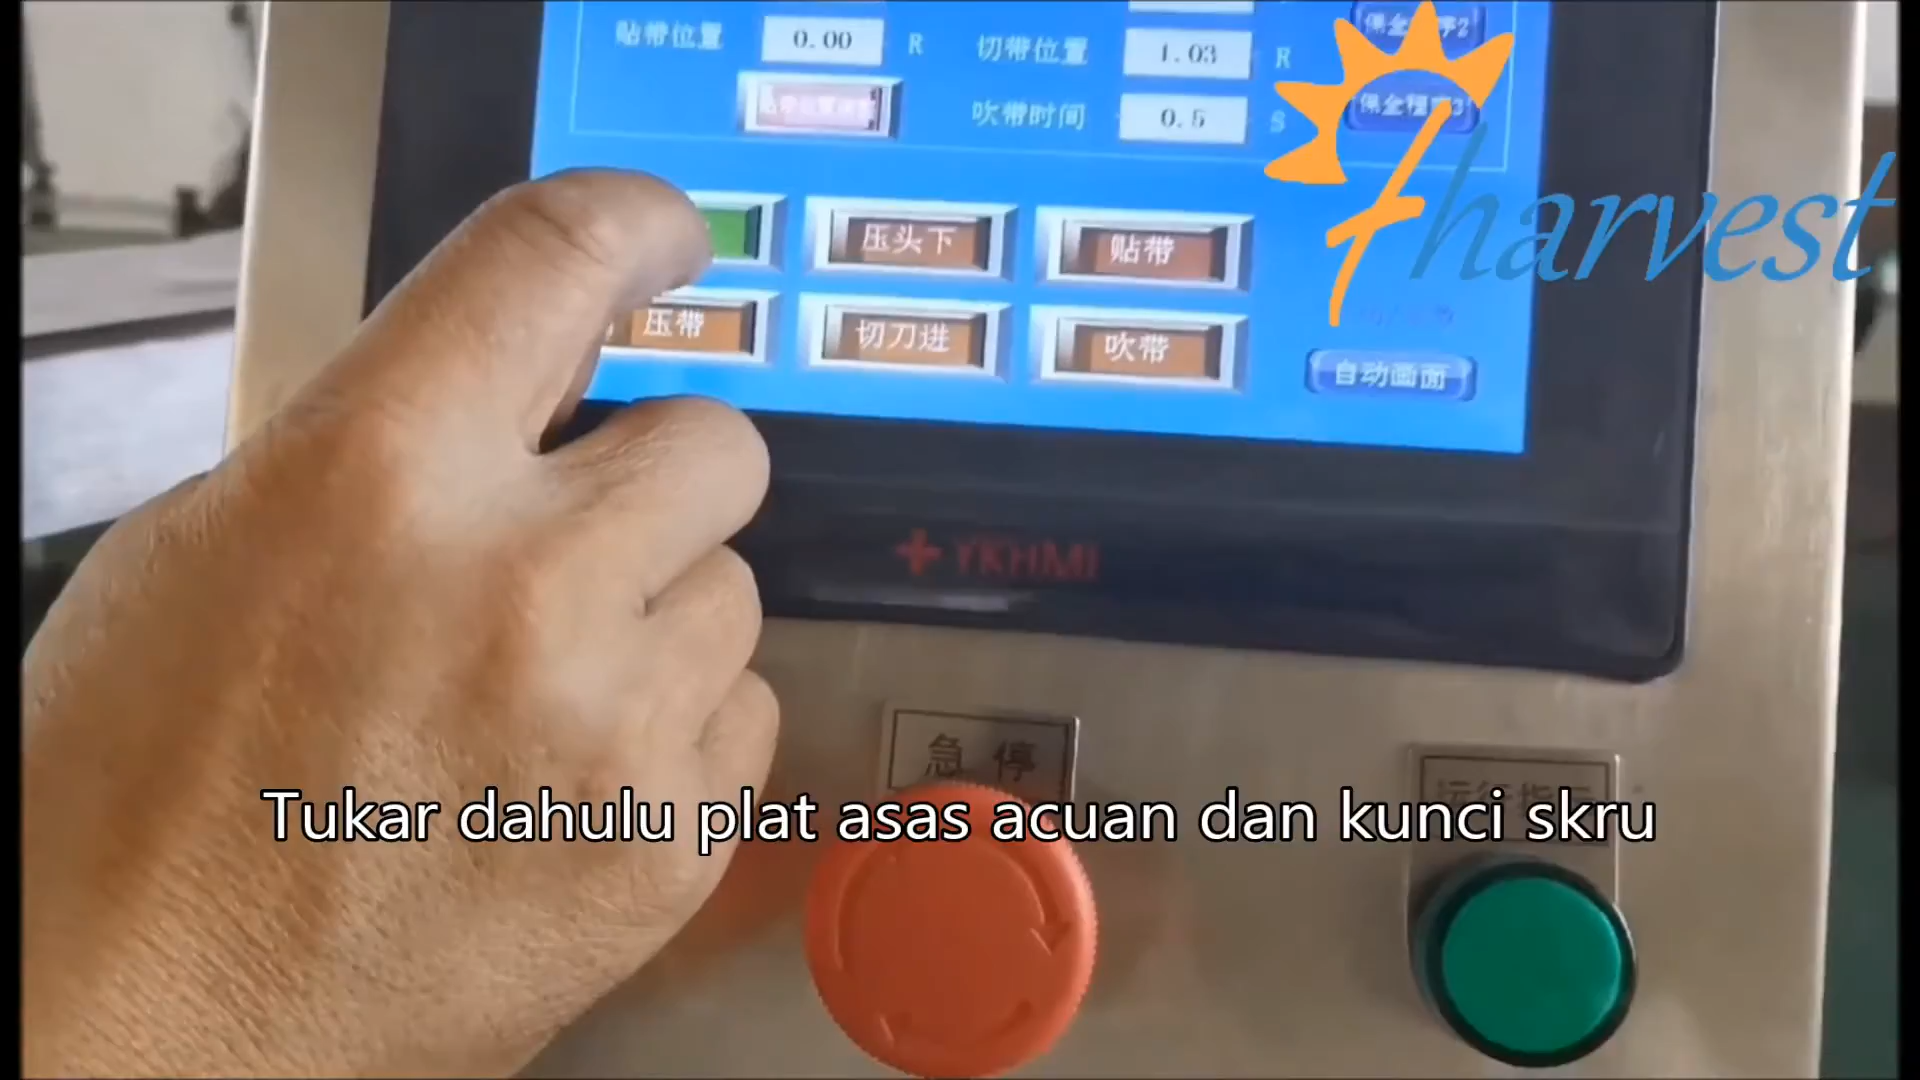 贴带位置 0.00 R 切带位置 1.03 R
吹带时间 0.5 S
压头下 贴带
压带 切刀进 吹带
自动画面
harvest
YKHMI
急停
Tukar dahulu plat asas acuan dan kunci skru